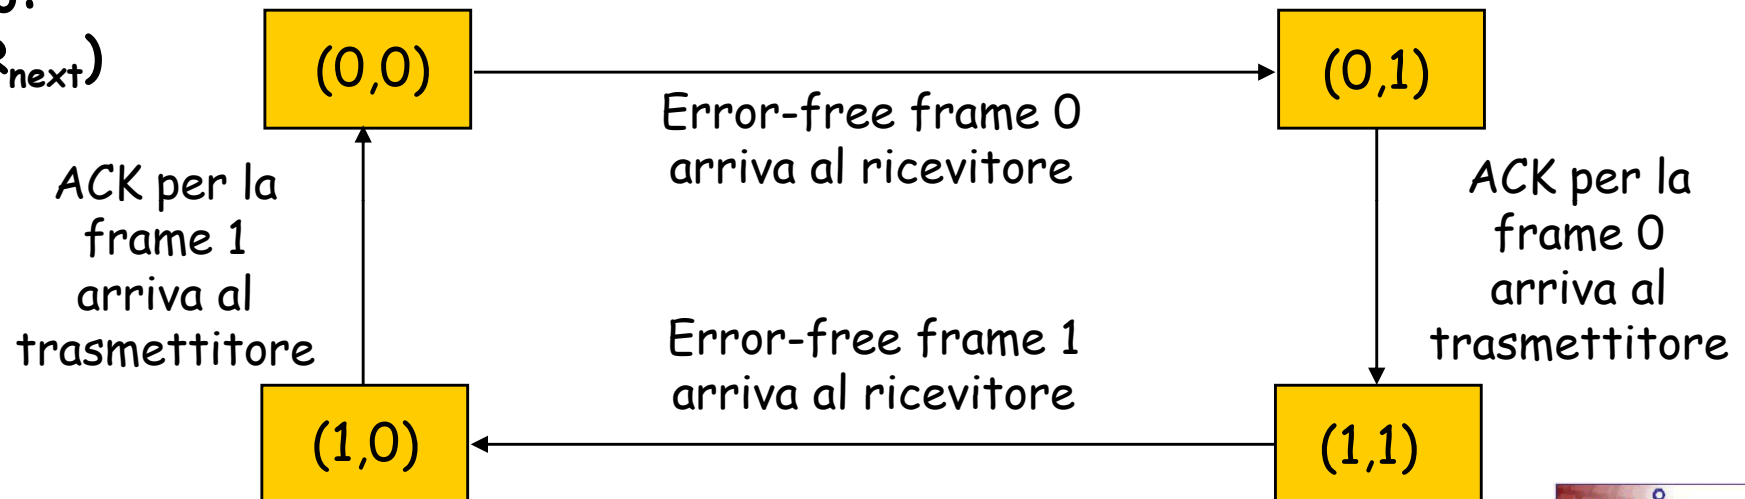 next)
(0,0)
(0,1)
Error-free frame 0
arriva al ricevitore
ACK per la
frame 1
arriva al
trasmettitore
ACK per la
frame 0
arriva al
trasmettitore
Error-free frame 1
arriva al ricevitore
(1,0)
(1,1)